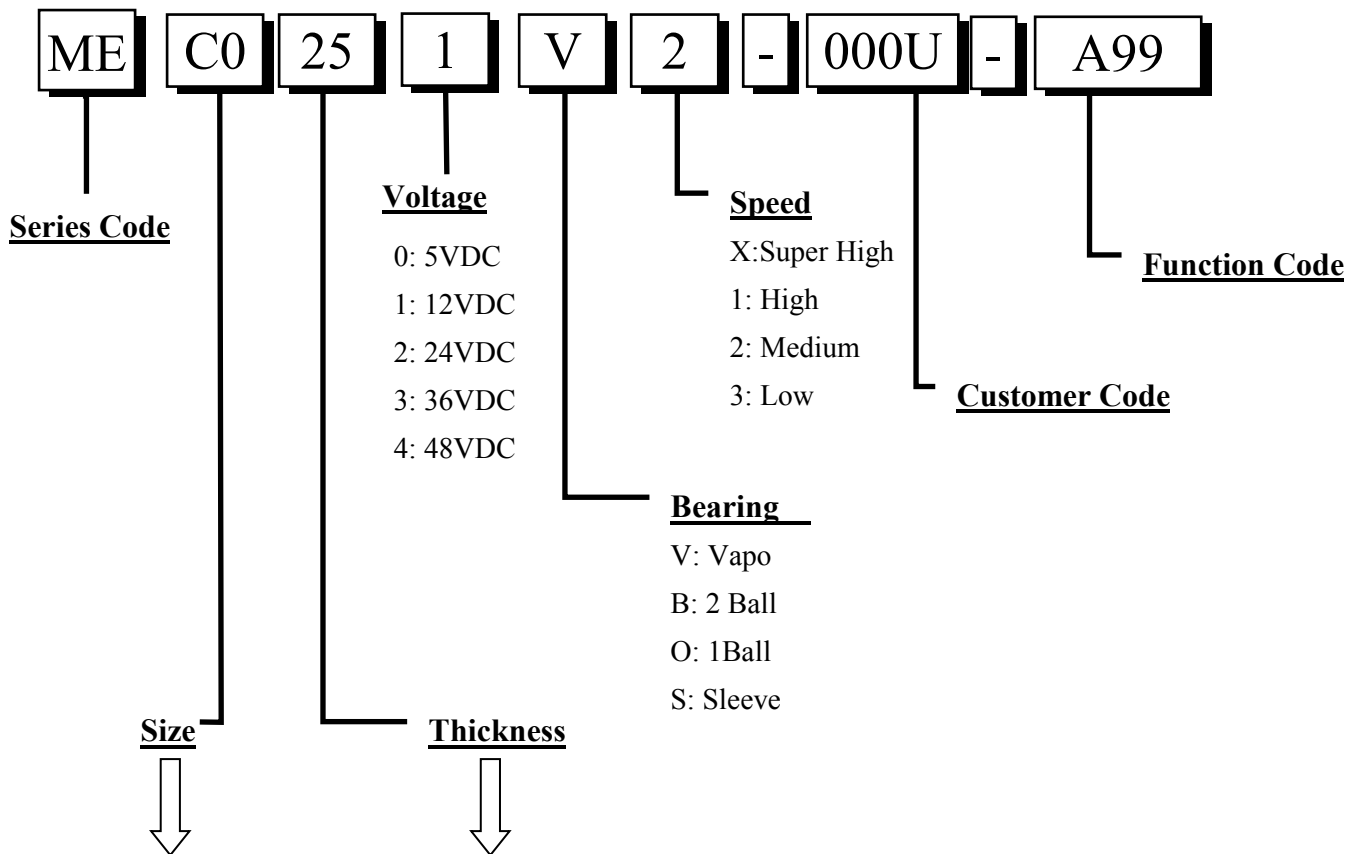 ME C0 25 1 V 2 - 000U - A99
Series Code
Voltage
0: 5VDC
1: 12VDC
2: 24VDC
3: 36VDC
4: 48VDC
Speed
X:Super High
1: High
2: Medium
3: Low
Function Code
Customer Code
Bearing
V: Vapo
B: 2 Ball
O: 1Ball
S: Sleeve
Size
Thickness